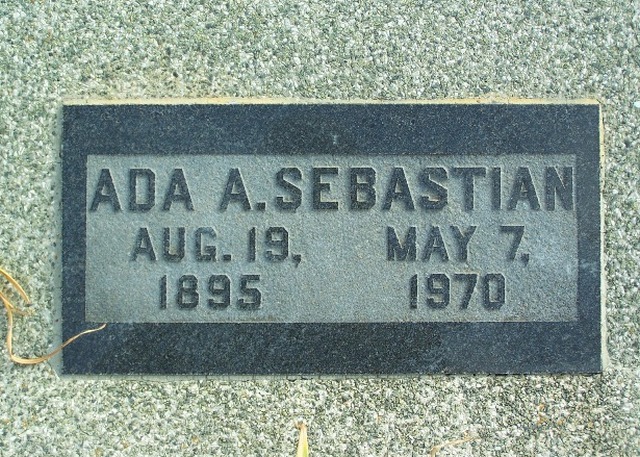 ADA A. SEBASTIAN
AUG. 19, MAY 7,
1895 1970